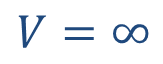 V = ∞